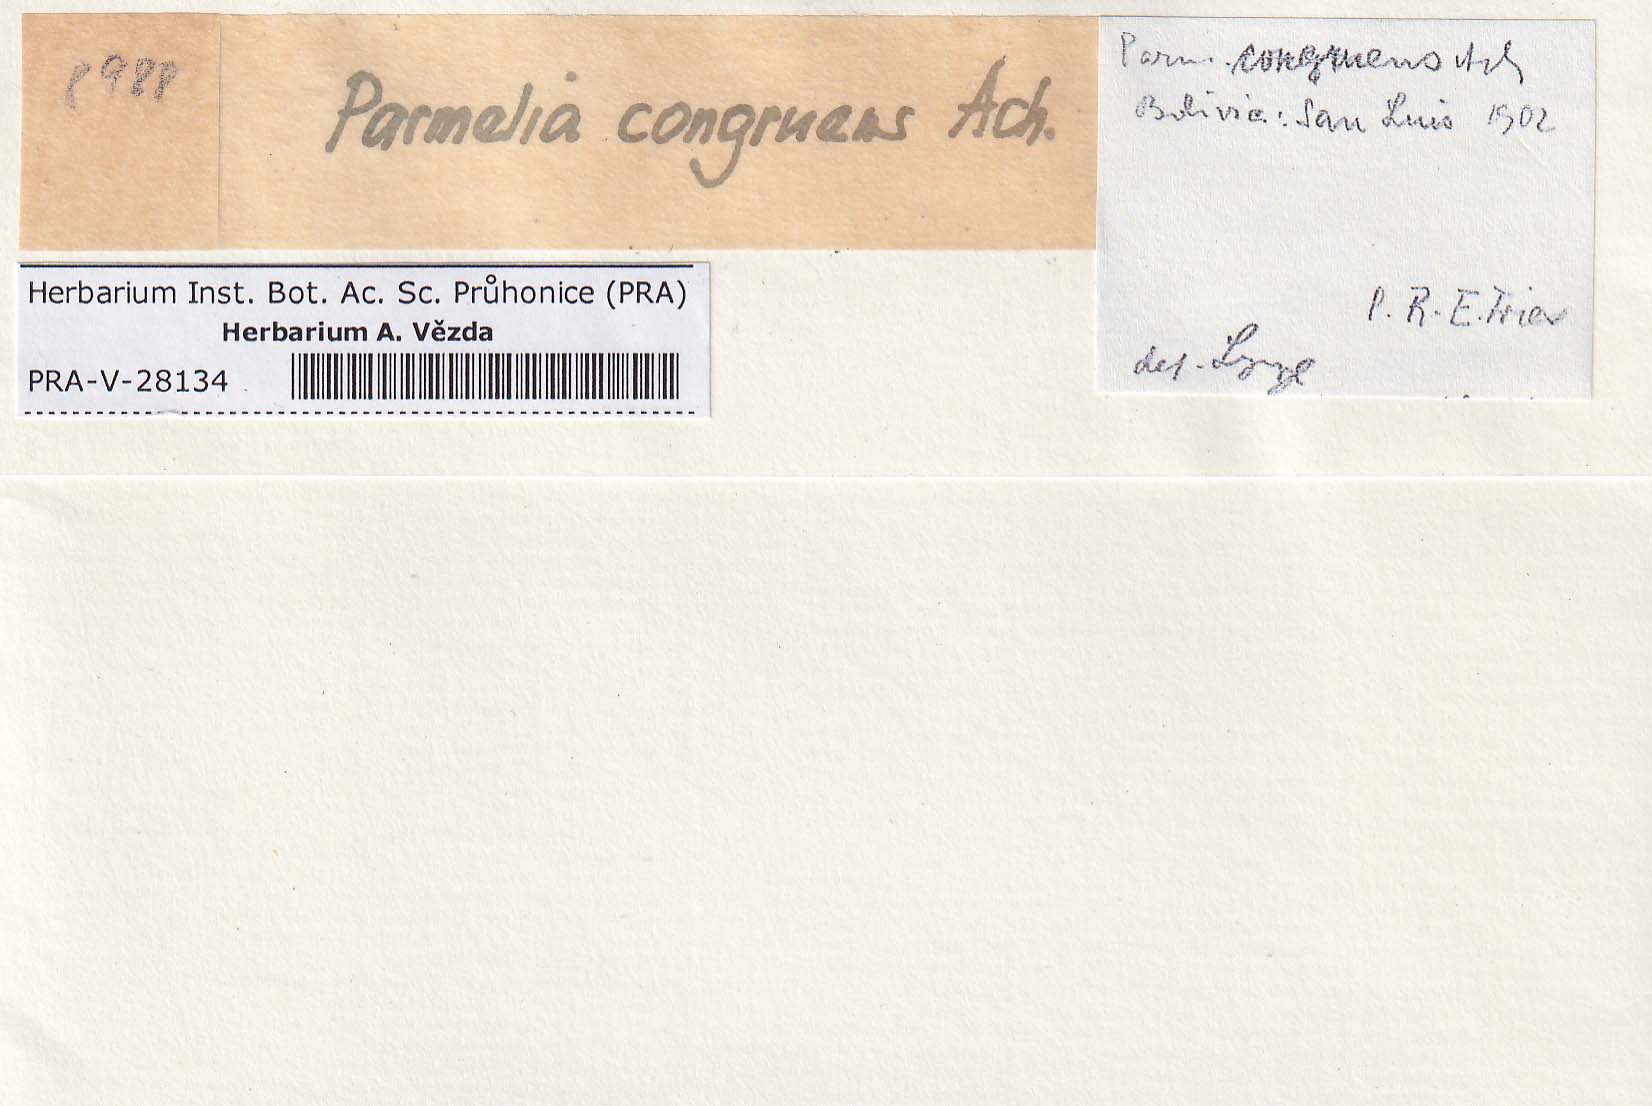 Parmelia congruens Ach.
Parm. congruens Ach
Bolivia: San Luis 1902
P. R. E. Fries
det. Lynge
Herbarium Inst. Bot. Ac. Sc. Průhonice (PRA)
Herbarium A. Vězda
PRA-V-28134